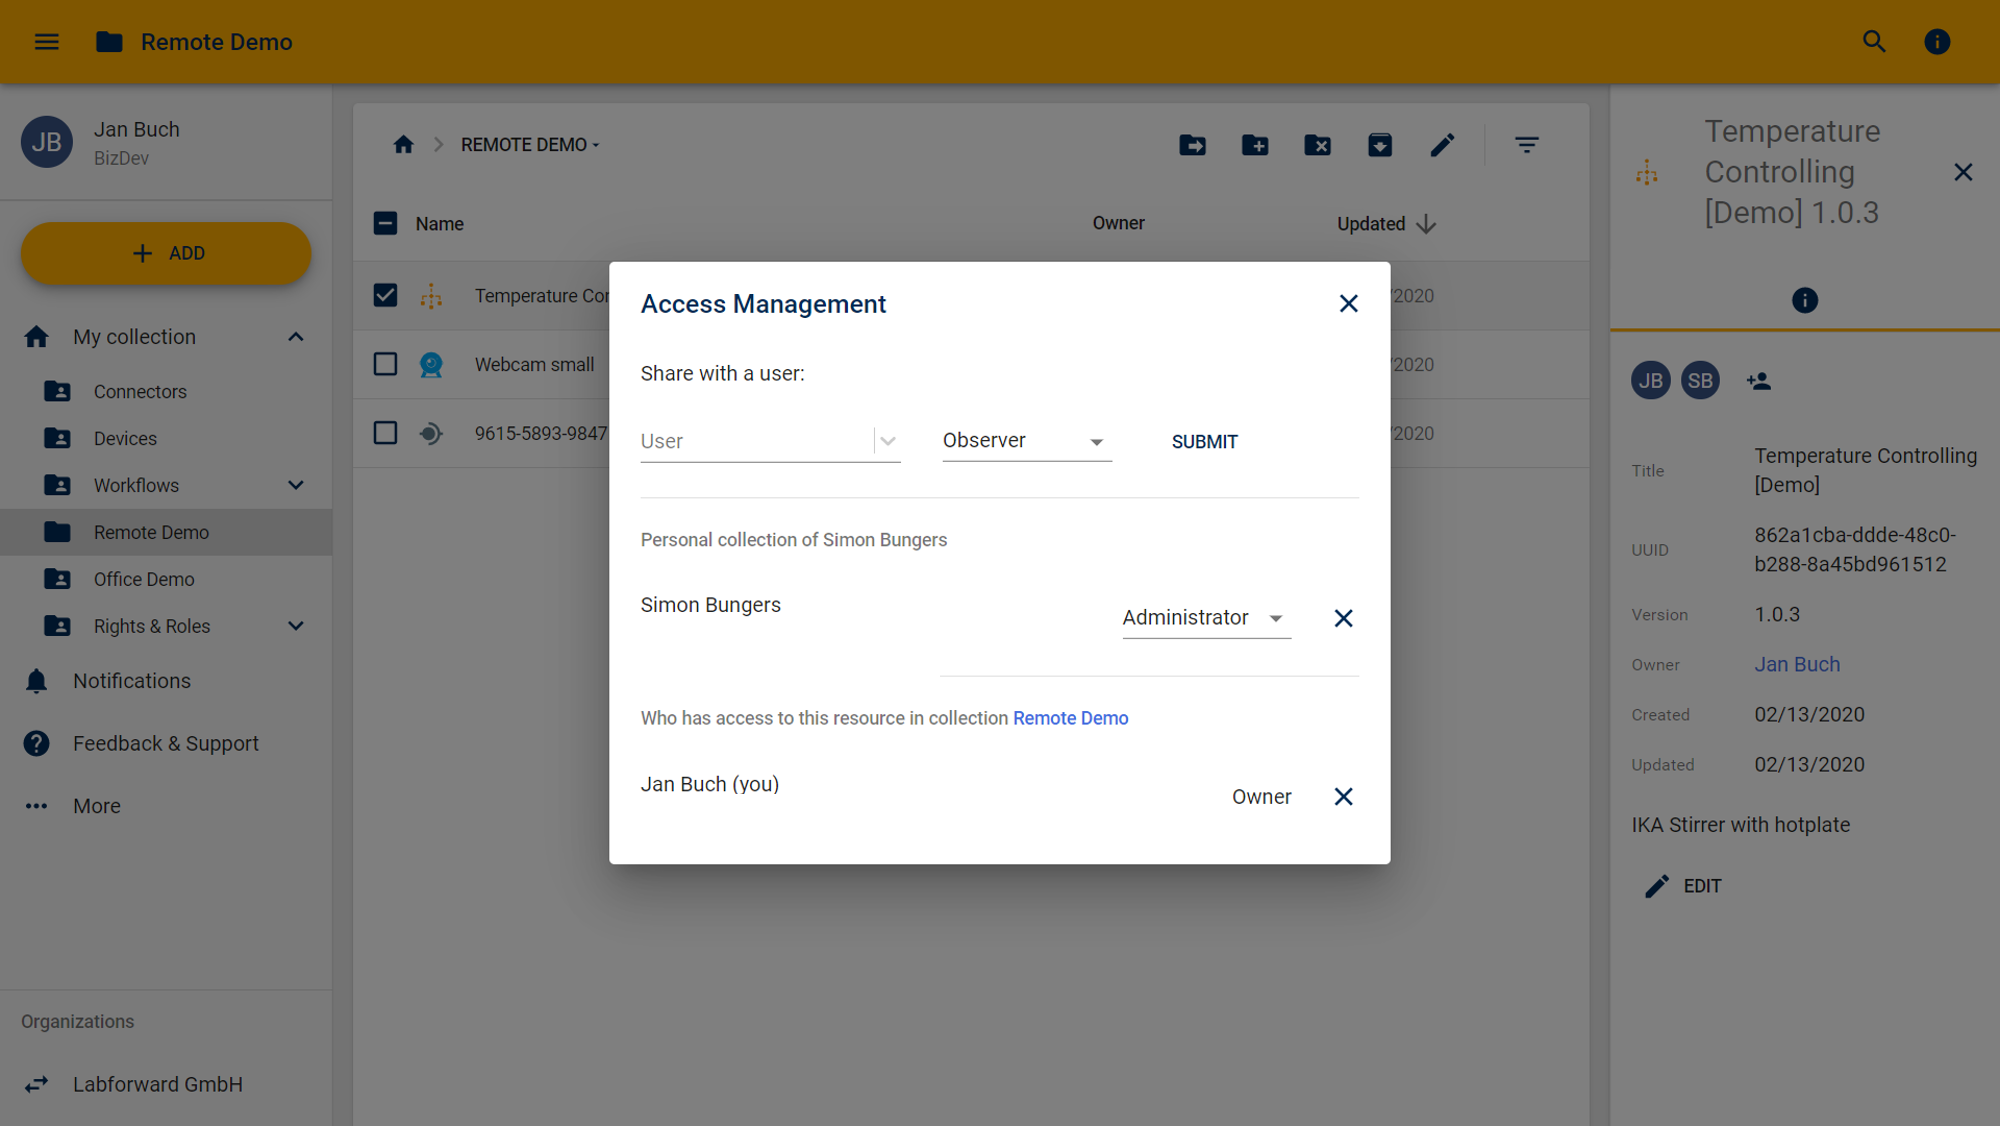 Remote Demo
JB
Jan Buch
BizDev
ADD
My collection
Connectors
Devices
Workflows
Remote Demo
Office Demo
Rights & Roles
Notifications
Feedback & Support
More
Organizations
Labforward GmbH
REMOTE DEMO
Name
Owner
Updated
Temperature Cor
/2020
Webcam small
/2020
9615-5893-9847
/2020
Access Management
Share with a user:
User
Observer
SUBMIT
Personal collection of Simon Bungers
Simon Bungers
Administrator
Who has access to this resource in collection Remote Demo
Jan Buch (you)
Owner
Temperature
Controlling
[Demo] 1.0.3
JB
SB
Title
Temperature Controlling
[Demo]
UUID
862a1cba-ddde-48c0-
b288-8a45bd961512
Version
1.0.3
Owner
Jan Buch
Created
02/13/2020
Updated
02/13/2020
IKA Stirrer with hotplate
EDIT